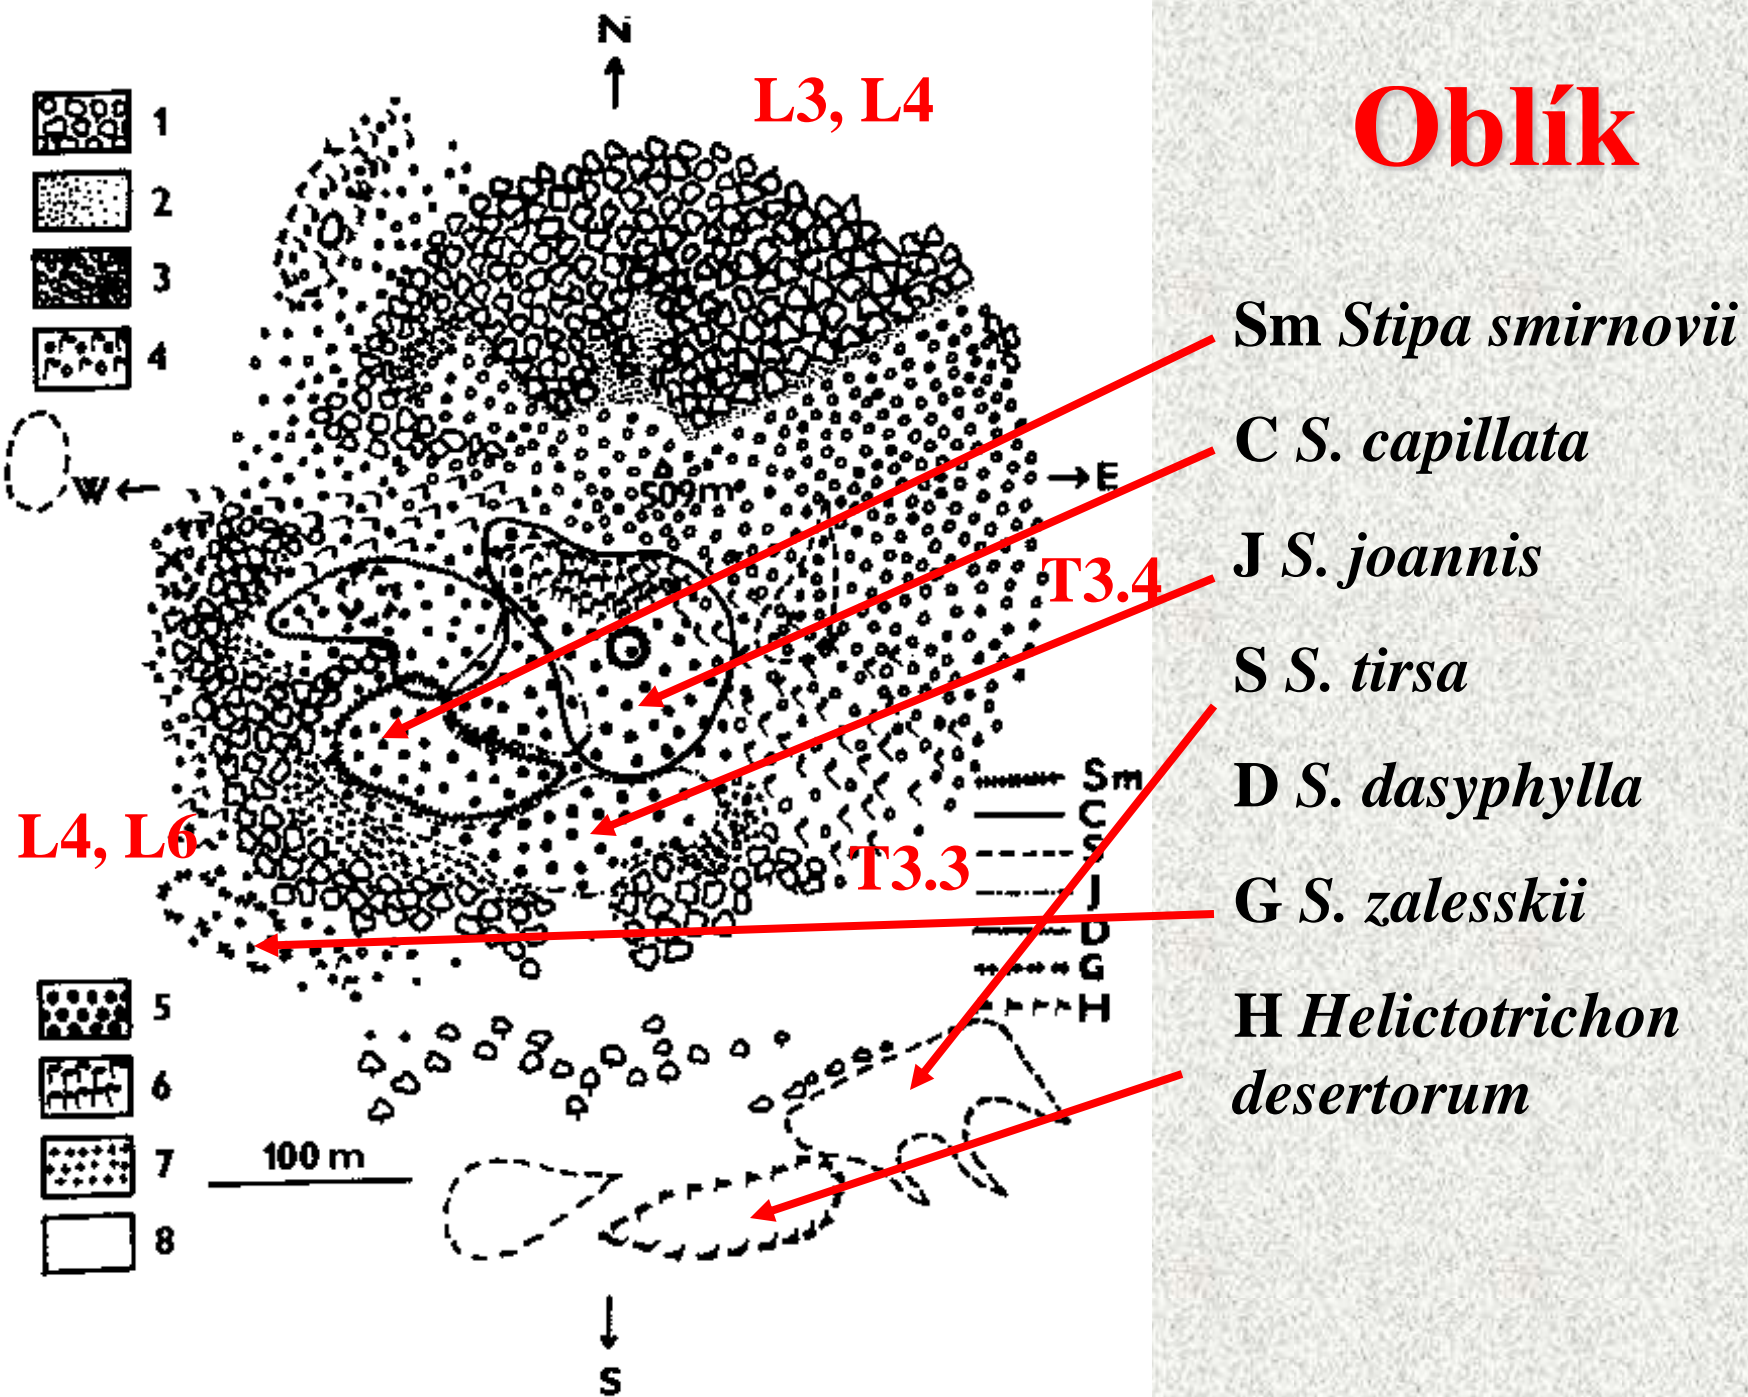 N
L3, L4
Oblík
1
2
3
4
W
E
509m
T3.4
Sm Stipa smirnovii
C S. capillata
J S. joannis
S S. tirsa
D S. dasyphylla
G S. zalesskii
H Helictotrichon
desertorum
Sm
C
S
J
D
G
H
L4, L6
T3.3
5
6
7
8
100 m
S